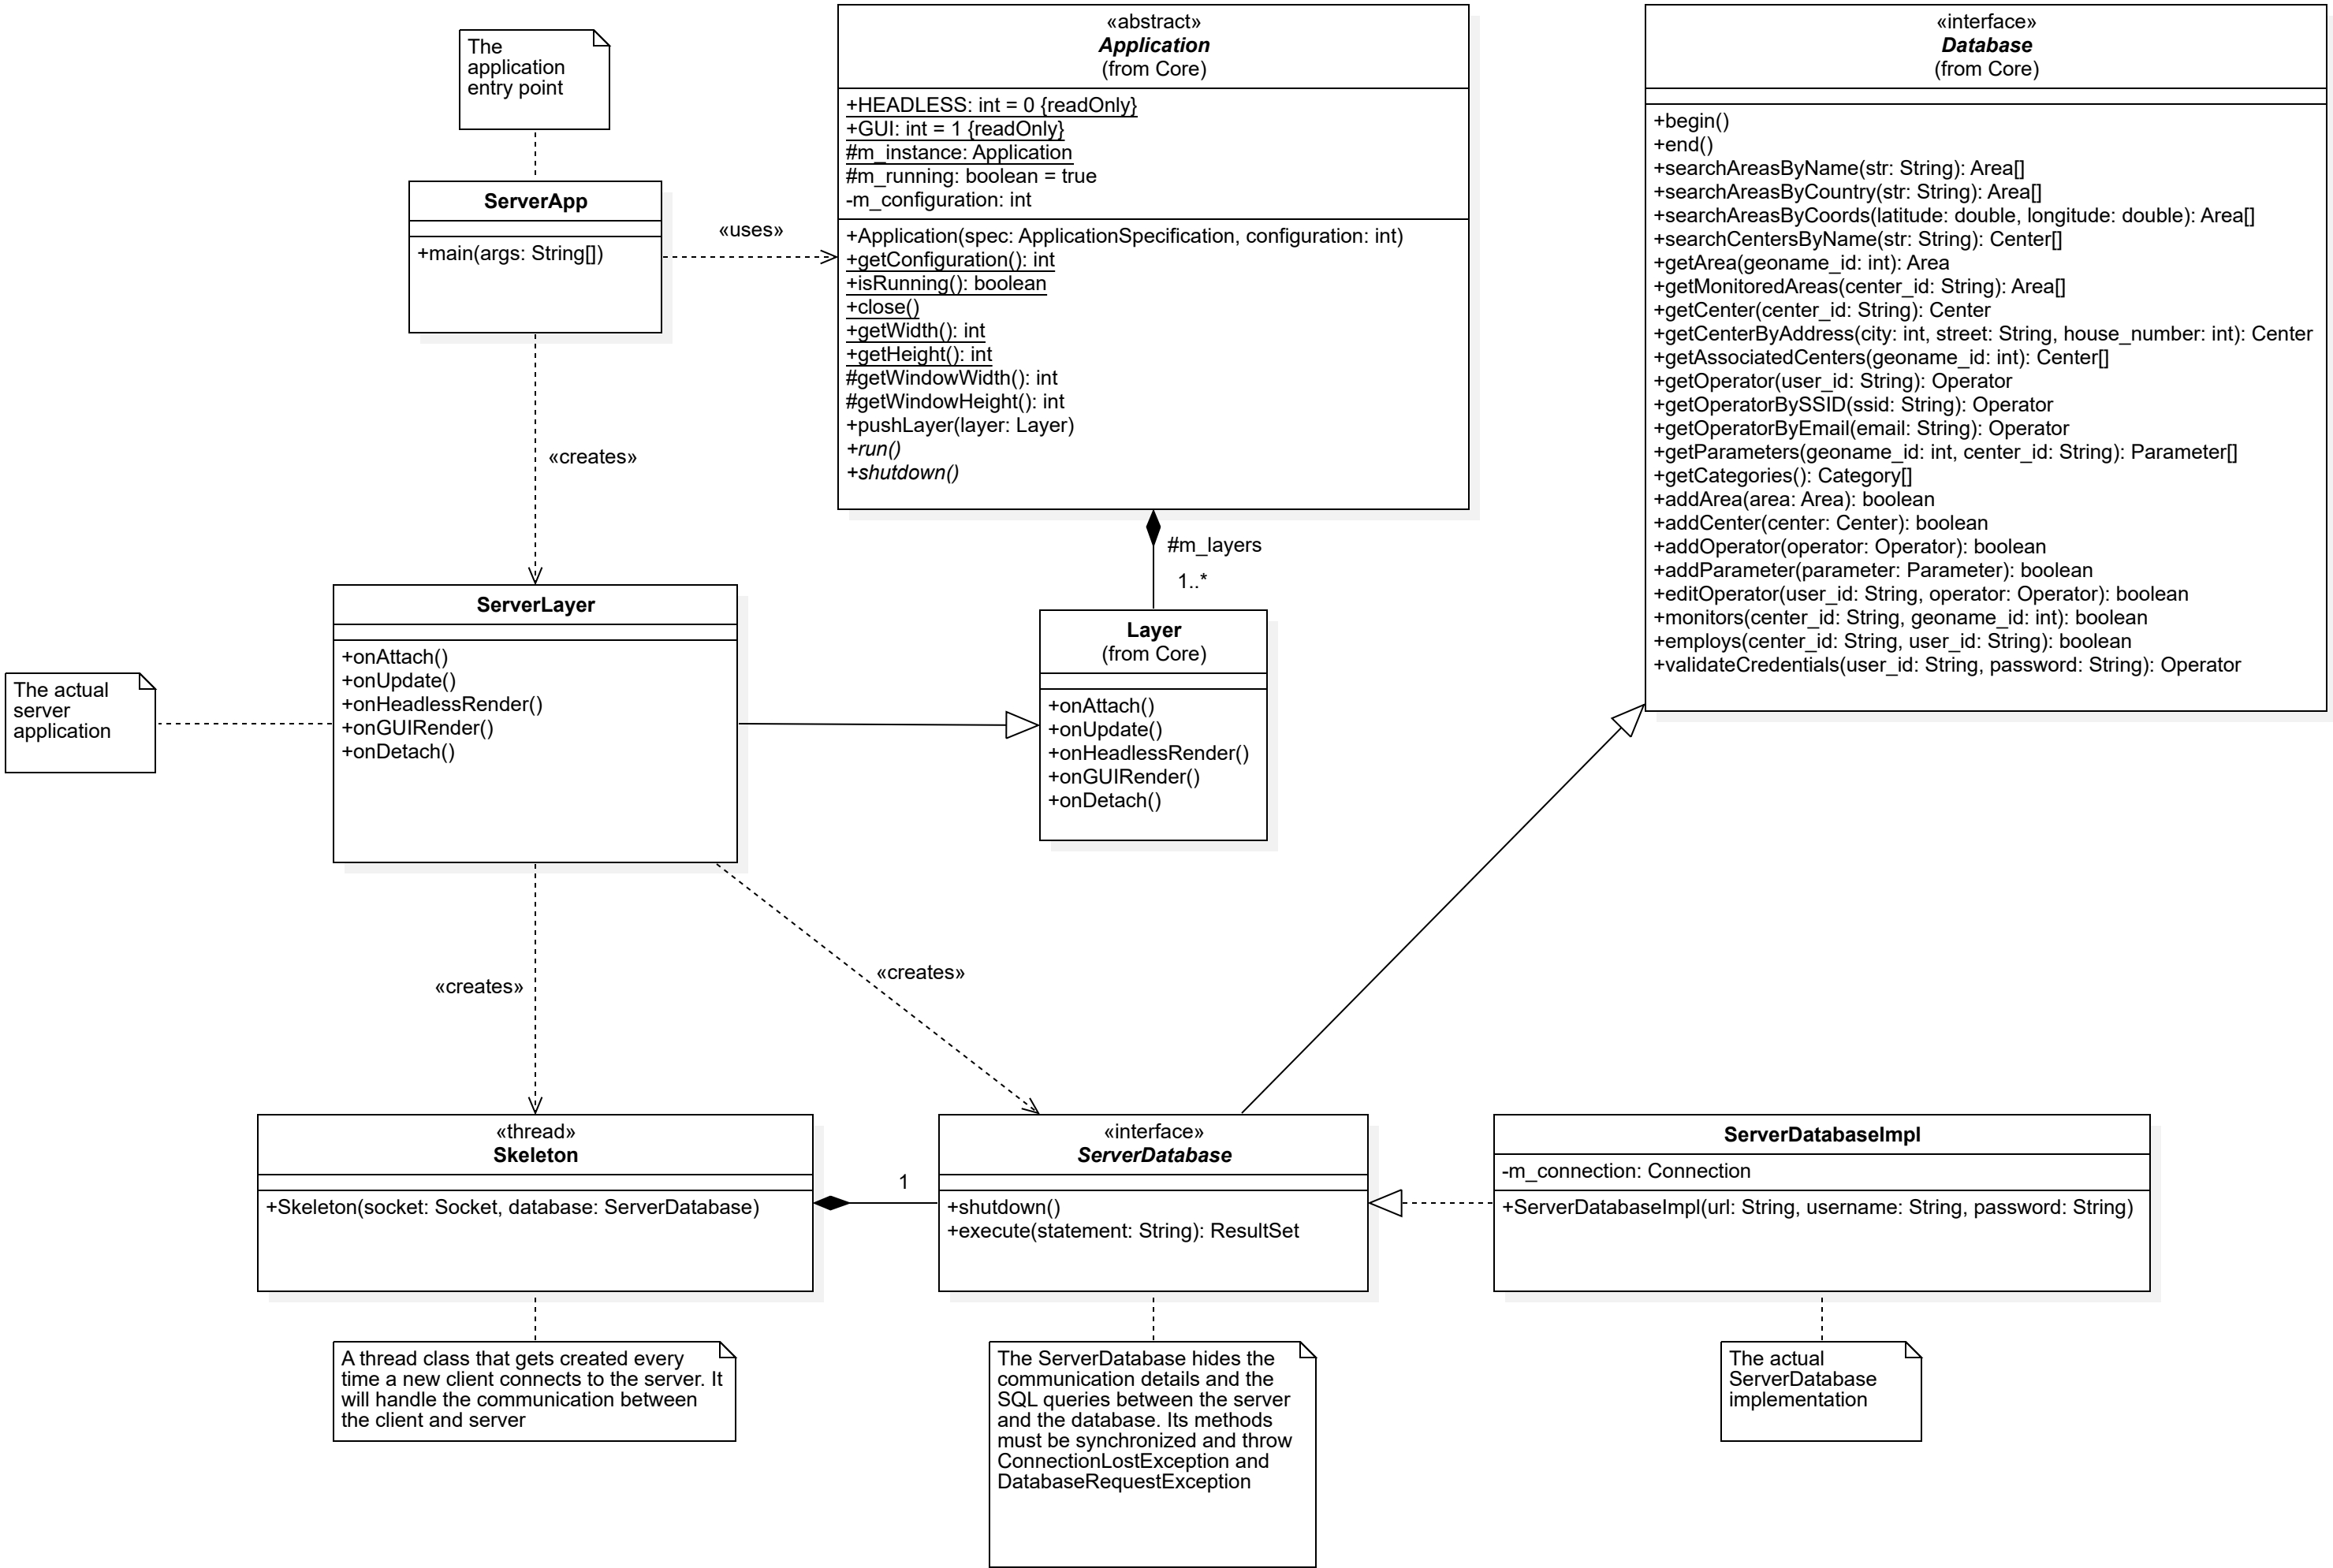 The
application
entry point
ServerApp
+main(args: String[])
«uses»
«creates»
«abstract»
Application
(from Core)
+HEADLESS: int = 0 {readOnly}
+GUI: int = 1 {readOnly}
#m_instance: Application
#m_running: boolean = true
-m_configuration: int
+Application(spec: ApplicationSpecification, configuration: int)
+getConfiguration(): int
+isRunning(): boolean
+close()
+getWidth(): int
+getHeight(): int
#getWindowWidth(): int
#getWindowHeight(): int
+pushLayer(layer: Layer)
+run()
+shutdown()
#m_layers
1..*
«interface»
Database
(from Core)
+begin()
+end()
+searchAreasByName(str: String): Area[]
+searchAreasByCountry(str: String): Area[]
+searchAreasByCoords(latitude: double, longitude: double): Area[]
+searchCentersByName(str: String): Center[]
+getArea(geoname_id: int): Area
+getMonitoredAreas(center_id: String): Area[]
+getCenter(center_id: String): Center
+getCenterByAddress(city: int, street: String, house_number: int): Center
+getAssociatedCenters(geoname_id: int): Center[]
+getOperator(user_id: String): Operator
+getOperatorBySSID(ssid: String): Operator
+getOperatorByEmail(email: String): Operator
+getParameters(geoname_id: int, center_id: String): Parameter[]
+getCategories(): Category[]
+addArea(area: Area): boolean
+addCenter(center: Center): boolean
+addOperator(operator: Operator): boolean
+addParameter(parameter: Parameter): boolean
+editOperator(user_id: String, operator: Operator): boolean
+monitors(center_id: String, geoname_id: int): boolean
+employs(center_id: String, user_id: String): boolean
+validateCredentials(user_id: String, password: String): Operator
The actual
server
application
ServerLayer
+onAttach()
+onUpdate()
+onHeadlessRender()
+onGUIRender()
+onDetach()
Layer
(from Core)
+onAttach()
+onUpdate()
+onHeadlessRender()
+onGUIRender()
+onDetach()
«creates»
«creates»
«thread»
Skeleton
+Skeleton(socket: Socket, database: ServerDatabase)
1
«interface»
ServerDatabase
+shutdown()
+execute(statement: String): ResultSet
ServerDatabaseImpl
-m_connection: Connection
+ServerDatabaseImpl(url: String, username: String, password: String)
A thread class that gets created every
time a new client connects to the server. It
will handle the communication between
the client and server
The ServerDatabase hides the
communication details and the
SQL queries between the server
and the database. Its methods
must be synchronized and throw
ConnectionLostException and
DatabaseRequestException
The actual
ServerDatabase
implementation